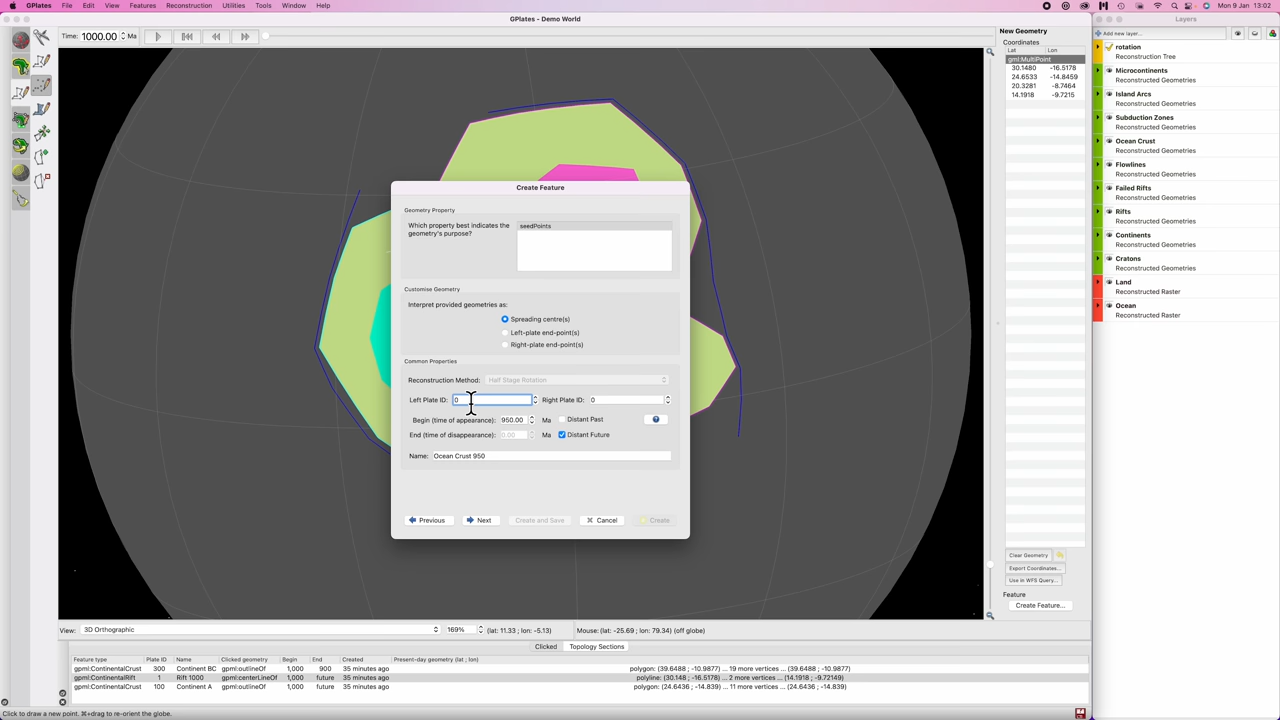 GPlates File Edit View Features Reconstruction Utilities Tools Window Help Mon 9 Jan 13:02
GPlates - Demo World
Layers
Time: 1000.00 Ma
New Geometry
Coordinates
Lat Lon
gml:MultiPoint
30.1480 -16.5178
24.6533 -14.8459
20.3281 -8.7464
14.1918 -9.7215
Clear Geometry
Export Coordinates...
Use in WFS Query...
Feature
Create Feature...
Add new layer...
rotation
Reconstruction Tree
Microcontinents
Reconstructed Geometries
Island Arcs
Reconstructed Geometries
Subduction Zones
Reconstructed Geometries
Ocean Crust
Reconstructed Geometries
Flowlines
Reconstructed Geometries
Failed Rifts
Reconstructed Geometries
Rifts
Reconstructed Geometries
Continents
Reconstructed Geometries
Cratons
Reconstructed Geometries
Land
Reconstructed Raster
Ocean
Reconstructed Raster
Create Feature
Geometry Property
Which property best indicates the
geometry's purpose?
seedPoints
Customise Geometry
Interpret provided geometries as:
Spreading centre(s)
Left-plate end-point(s)
Right-plate end-point(s)
Common Properties
Reconstruction Method: Half Stage Rotation
Left Plate ID: 0 Right Plate ID: 0
Begin (time of appearance): 950.00 Ma Distant Past
End (time of disappearance): 0.00 Ma Distant Future
Name: Ocean Crust 950
Previous Next Create and Save Cancel Create
View: 3D Orthographic 169% (lat: 11.33 ; lon: -5.13) Mouse: (lat: -25.69 ; lon: 79.34) (off globe)
Clicked Topology Sections
Feature type Plate ID Name Clicked geometry Begin End Created Present-day geometry (lat ; lon)
gpml:ContinentalCrust 300 Continent BC gpml:outlineOf 1,000 900 35 minutes ago polygon: (39.6488 ; -10.9877) ... 19 more vertices ... (39.6488 ; -10.9877)
gpml:ContinentalRift 1 Rift 1000 gpml:centerLineOf 1,000 future 35 minutes ago polyline: (30.148 ; -16.5178) ... 2 more vertices ... (14.1918 ; -9.72149)
gpml:ContinentalCrust 100 Continent A gpml:outlineOf 1,000 future 35 minutes ago polygon: (24.6436 ; -14.839) ... 11 more vertices ... (24.6436 ; -14.839)
Click to draw a new point. ⌘+drag to re-orient the globe.